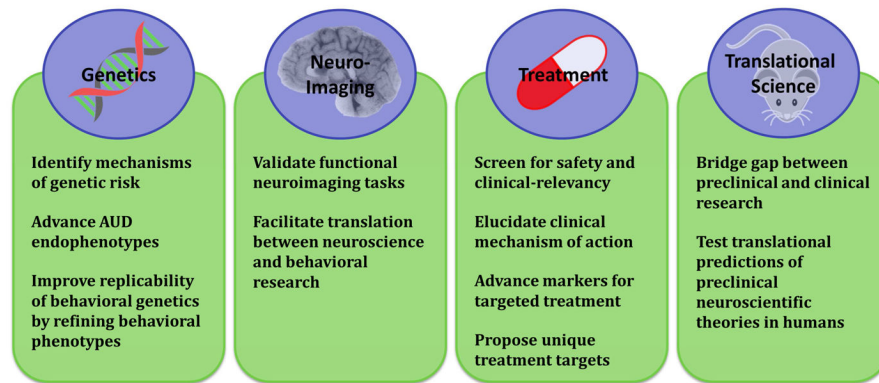 Genetics
Identify mechanisms
of genetic risk
Advance AUD
endophenotypes
Improve replicability
of behavioral genetics
by refining behavioral
phenotypes
Neuro-
Imaging
Validate functional
neuroimaging tasks
Facilitate translation
between neuroscience
and behavioral
research
Treatment
Screen for safety and
clinical-relevancy
Elucidate clinical
mechanism of action
Advance markers for
targeted treatment
Propose unique
treatment targets
Translational
Science
Bridge gap between
preclinical and clinical
research
Test translational
predictions of
preclinical
neuroscientific
theories in humans